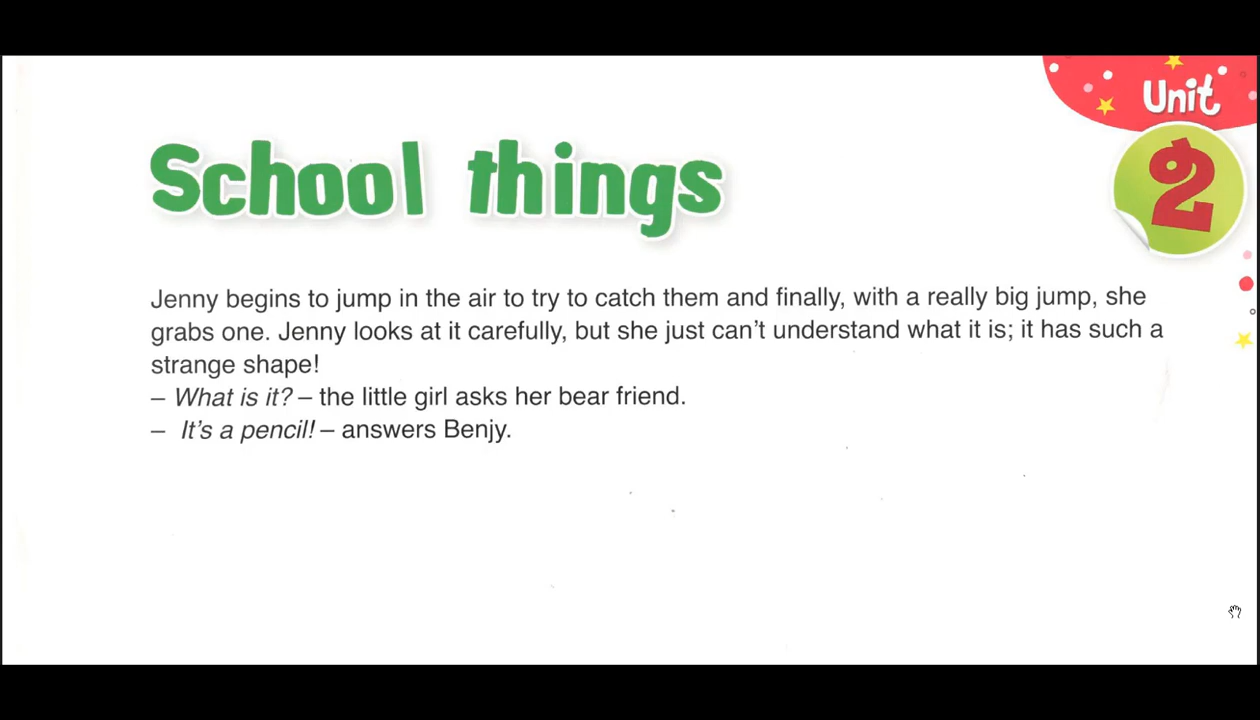 Unit
2
School things
Jenny begins to jump in the air to try to catch them and finally, with a really big jump, she
grabs one. Jenny looks at it carefully, but she just can’t understand what it is; it has such a
strange shape!
– What is it? – the little girl asks her bear friend.
– It’s a pencil! – answers Benjy.